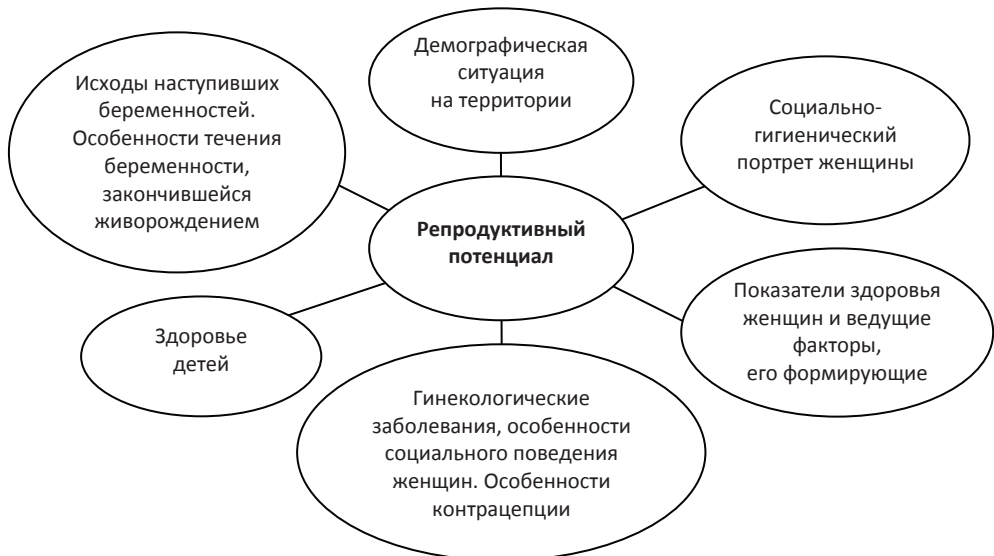 Демографическая
ситуация
на территории
Исходы наступивших
беременностей.
Особенности течения
беременности,
закончившейся
живорождением
Социально-
гигиенический
портрет женщины
Репродуктивный
потенциал
Здоровье
детей
Показатели здоровья
женщин и ведущие
факторы,
его формирующие
Гинекологические
заболевания, особенности
социального поведения
женщин. Особенности
контрацепции